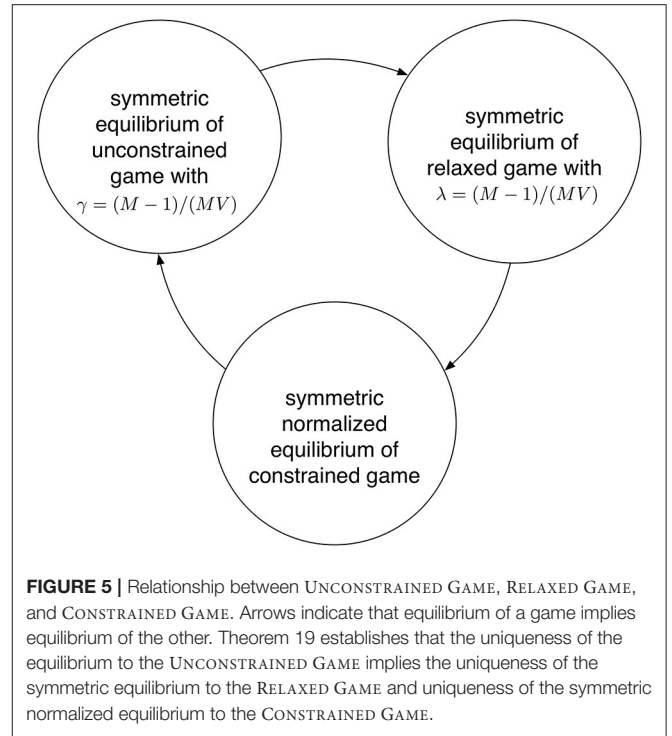 symmetric
equilibrium of
unconstrained
game with
γ = (M − 1)/(MV)
symmetric
equilibrium of
relaxed game with
λ = (M − 1)/(MV)
symmetric
normalized
equilibrium of
constrained game
FIGURE 5 | Relationship between UNCONSTRAINED GAME, RELAXED GAME,
and CONSTRAINED GAME. Arrows indicate that equilibrium of a game implies
equilibrium of the other. Theorem 19 establishes that the uniqueness of the
equilibrium to the UNCONSTRAINED GAME implies the uniqueness of the
symmetric equilibrium to the RELAXED GAME and uniqueness of the symmetric
normalized equilibrium to the CONSTRAINED GAME.